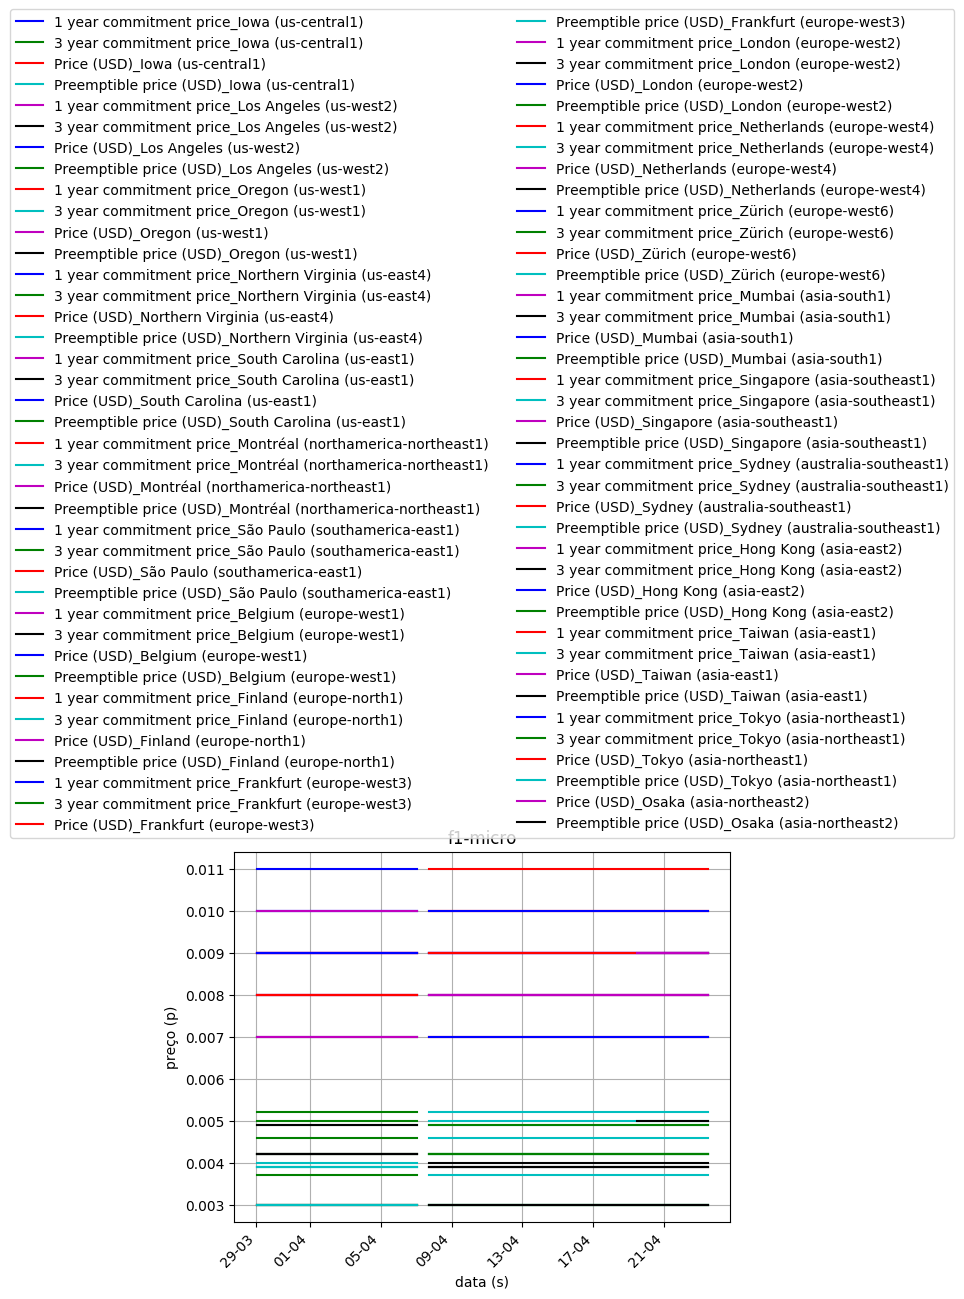 1 year commitment price_Iowa (us-central1)
3 year commitment price_Iowa (us-central1)
Price (USD)_Iowa (us-central1)
Preemptible price (USD)_Iowa (us-central1)
1 year commitment price_Los Angeles (us-west2)
3 year commitment price_Los Angeles (us-west2)
Price (USD)_Los Angeles (us-west2)
Preemptible price (USD)_Los Angeles (us-west2)
1 year commitment price_Oregon (us-west1)
3 year commitment price_Oregon (us-west1)
Price (USD)_Oregon (us-west1)
Preemptible price (USD)_Oregon (us-west1)
1 year commitment price_Northern Virginia (us-east4)
3 year commitment price_Northern Virginia (us-east4)
Price (USD)_Northern Virginia (us-east4)
Preemptible price (USD)_Northern Virginia (us-east4)
1 year commitment price_South Carolina (us-east1)
3 year commitment price_South Carolina (us-east1)
Price (USD)_South Carolina (us-east1)
Preemptible price (USD)_South Carolina (us-east1)
1 year commitment price_Montréal (northamerica-northeast1)
3 year commitment price_Montréal (northamerica-northeast1)
Price (USD)_Montréal (northamerica-northeast1)
Preemptible price (USD)_Montréal (northamerica-northeast1)
1 year commitment price_São Paulo (southamerica-east1)
3 year commitment price_São Paulo (southamerica-east1)
Price (USD)_São Paulo (southamerica-east1)
Preemptible price (USD)_São Paulo (southamerica-east1)
1 year commitment price_Belgium (europe-west1)
3 year commitment price_Belgium (europe-west1)
Price (USD)_Belgium (europe-west1)
Preemptible price (USD)_Belgium (europe-west1)
1 year commitment price_Finland (europe-north1)
3 year commitment price_Finland (europe-north1)
Price (USD)_Finland (europe-north1)
Preemptible price (USD)_Finland (europe-north1)
1 year commitment price_Frankfurt (europe-west3)
3 year commitment price_Frankfurt (europe-west3)
Price (USD)_Frankfurt (europe-west3)
Preemptible price (USD)_Frankfurt (europe-west3)
1 year commitment price_London (europe-west2)
3 year commitment price_London (europe-west2)
Price (USD)_London (europe-west2)
Preemptible price (USD)_London (europe-west2)
1 year commitment price_Netherlands (europe-west4)
3 year commitment price_Netherlands (europe-west4)
Price (USD)_Netherlands (europe-west4)
Preemptible price (USD)_Netherlands (europe-west4)
1 year commitment price_Zürich (europe-west6)
3 year commitment price_Zürich (europe-west6)
Price (USD)_Zürich (europe-west6)
Preemptible price (USD)_Zürich (europe-west6)
1 year commitment price_Mumbai (asia-south1)
3 year commitment price_Mumbai (asia-south1)
Price (USD)_Mumbai (asia-south1)
Preemptible price (USD)_Mumbai (asia-south1)
1 year commitment price_Singapore (asia-southeast1)
3 year commitment price_Singapore (asia-southeast1)
Price (USD)_Singapore (asia-southeast1)
Preemptible price (USD)_Singapore (asia-southeast1)
1 year commitment price_Sydney (australia-southeast1)
3 year commitment price_Sydney (australia-southeast1)
Price (USD)_Sydney (australia-southeast1)
Preemptible price (USD)_Sydney (australia-southeast1)
1 year commitment price_Hong Kong (asia-east2)
3 year commitment price_Hong Kong (asia-east2)
Price (USD)_Hong Kong (asia-east2)
Preemptible price (USD)_Hong Kong (asia-east2)
1 year commitment price_Taiwan (asia-east1)
3 year commitment price_Taiwan (asia-east1)
Price (USD)_Taiwan (asia-east1)
Preemptible price (USD)_Taiwan (asia-east1)
1 year commitment price_Tokyo (asia-northeast1)
3 year commitment price_Tokyo (asia-northeast1)
Price (USD)_Tokyo (asia-northeast1)
Preemptible price (USD)_Tokyo (asia-northeast1)
Price (USD)_Osaka (asia-northeast2)
Preemptible price (USD)_Osaka (asia-northeast2)
f1-micro
0.011
0.010
0.009
0.008
0.007
0.006
0.005
0.004
0.003
preço (p)
29-03
01-04
05-04
09-04
13-04
17-04
21-04
data (s)